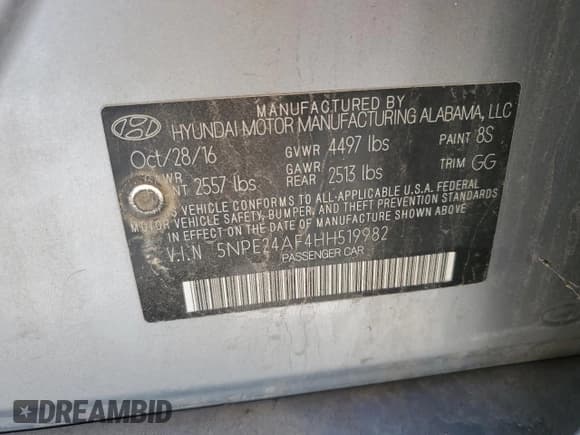 MANUFACTURED BY
HYUNDAI MOTOR MANUFACTURING ALABAMA, LLC
Oct/28/16 GVWR 4497 lbs PAINT 8S
WR 2557 lbs GAWR REAR 2513 lbs TRIM GG
NT
S VEHICLE CONFORMS TO ALL-APPLICABLE U.S.A. FEDERAL
MOTOR VEHICLE SAFETY, BUMPER, AND THEFT PREVENTION STANDARDS
IN EFFECT ON THE DATE OF MANUFACTURE SHOWN ABOVE
V.I.N 5NPE24AF4HH519982
PASSENGER CAR
DREAMBID